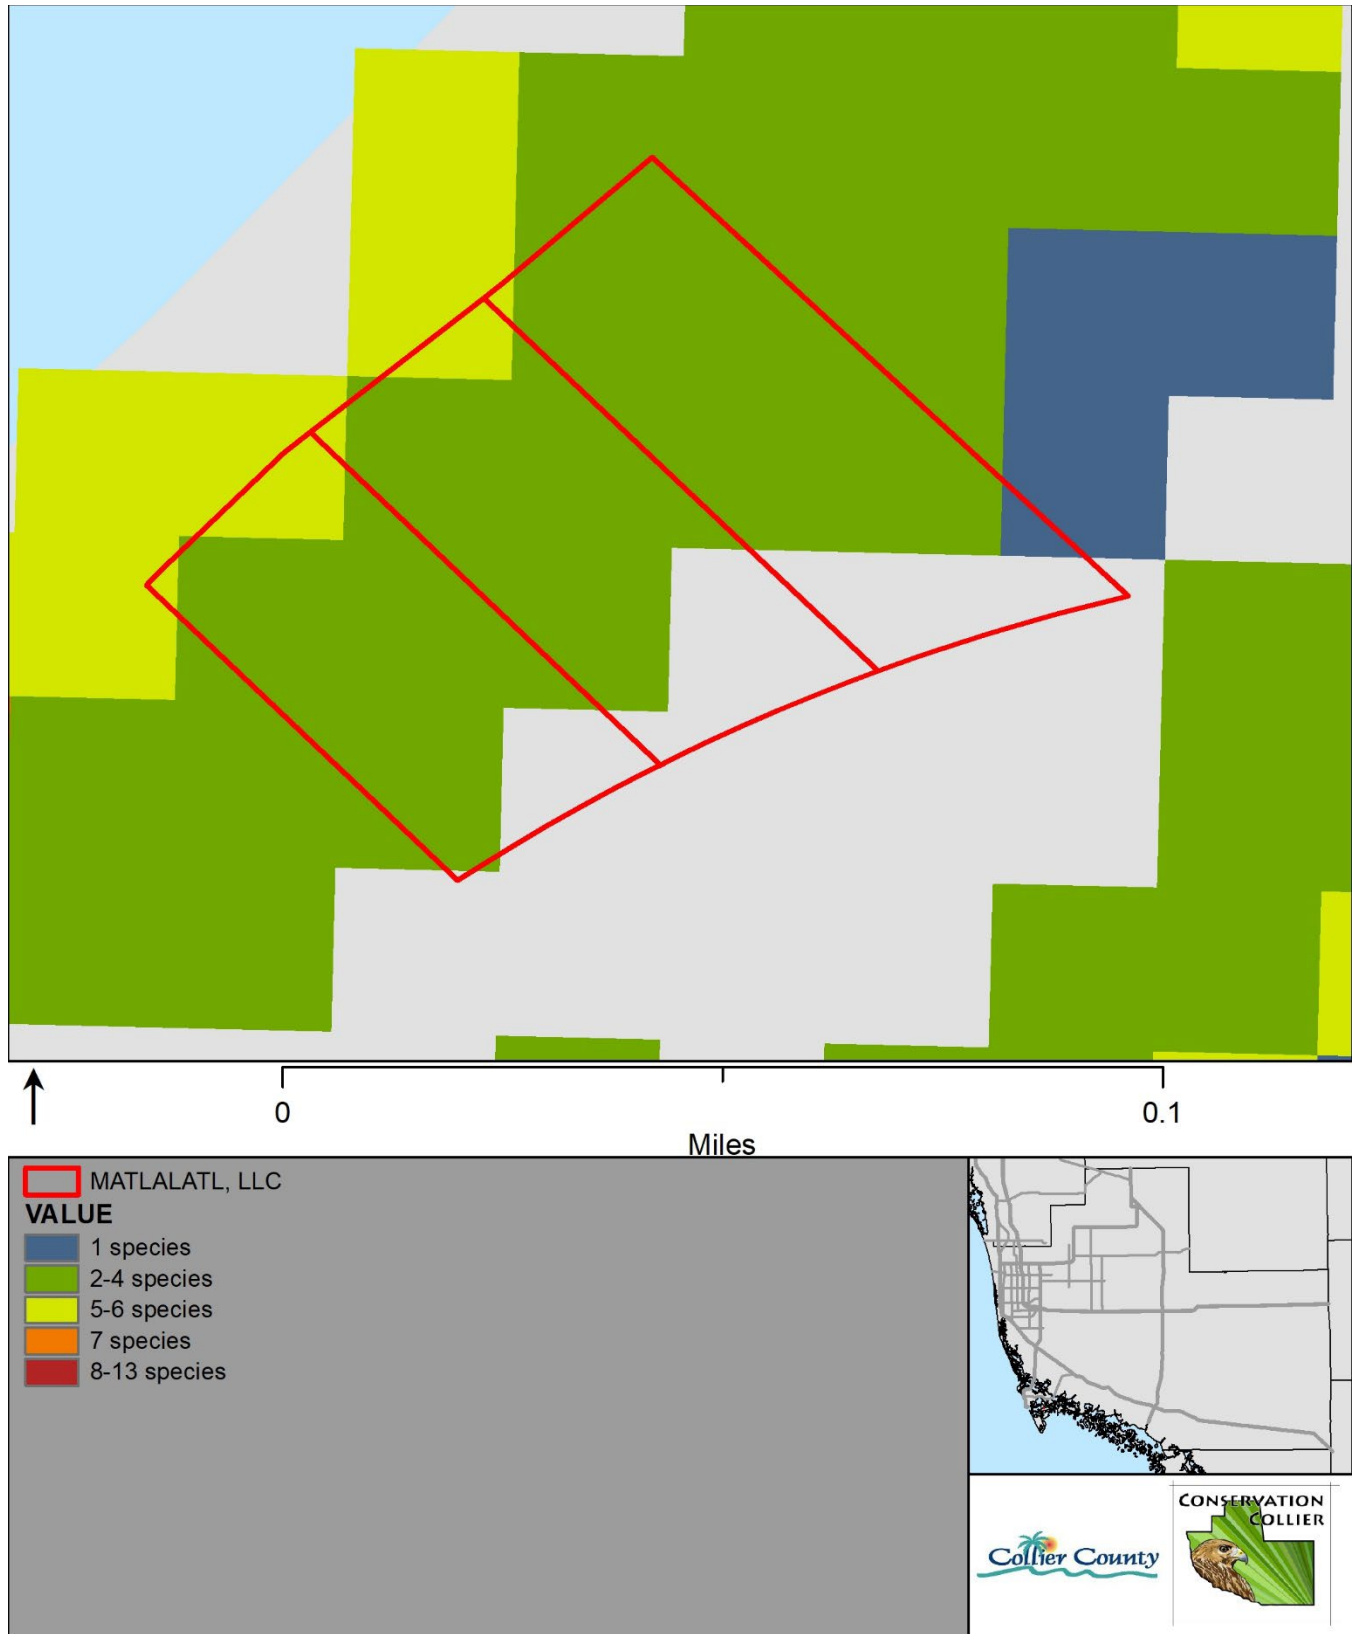 0
0.1
Miles
MATLALATL, LLC
VALUE
1 species
2-4 species
5-6 species
7 species
8-13 species
Collier County
CONSERVATION
COLLIER